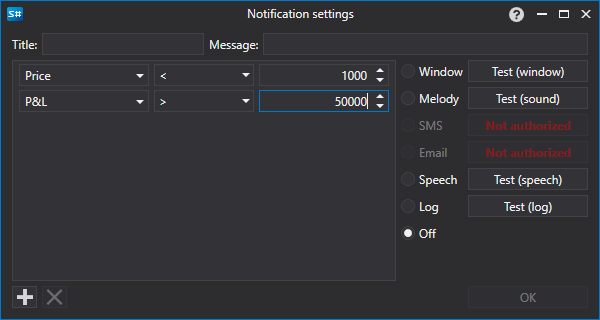 S# Notification settings ?
Title: Message:
Price < 1000 Window Test (window)
P&L > 50000 Melody Test (sound)
SMS Not authorized
Email Not authorized
Speech Test (speech)
Log Test (log)
Off
OK